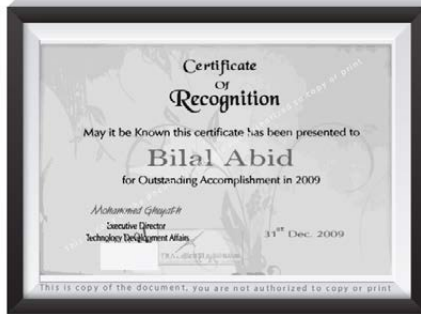 Certificate
Of
Recognition
May it be Known this certificate has been presented to
Bilal Abid
for Outstanding Accomplishment in 2009
Mohammed Ghayath
Executive Director
Technology Development Affairs
31st Dec. 2009
This is copy of the document, you are not authorized to copy or print